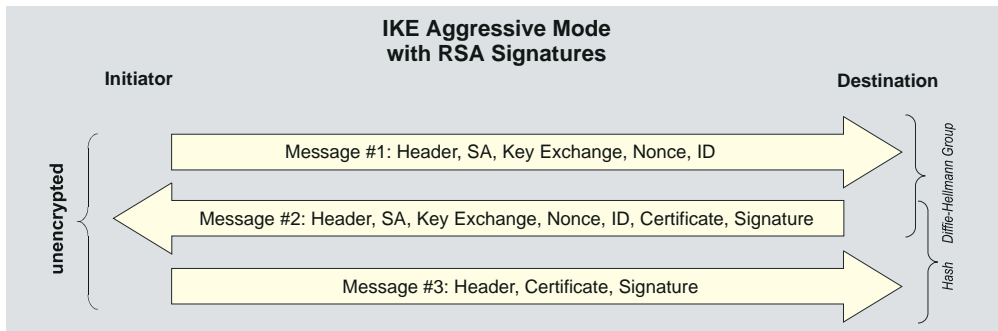 IKE Aggressive Mode
with RSA Signatures
Initiator
Destination
unencrypted
Message #1: Header, SA, Key Exchange, Nonce, ID
Message #2: Header, SA, Key Exchange, Nonce, ID, Certificate, Signature
Message #3: Header, Certificate, Signature
Diffie-Hellmann Group
Hash